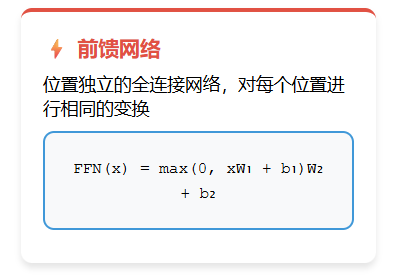 ⚡ 前馈网络
位置独立的全连接网络，对每个位置进
行相同的变换
FFN(x) = max(0, xW₁ + b₁)W₂
+ b₂